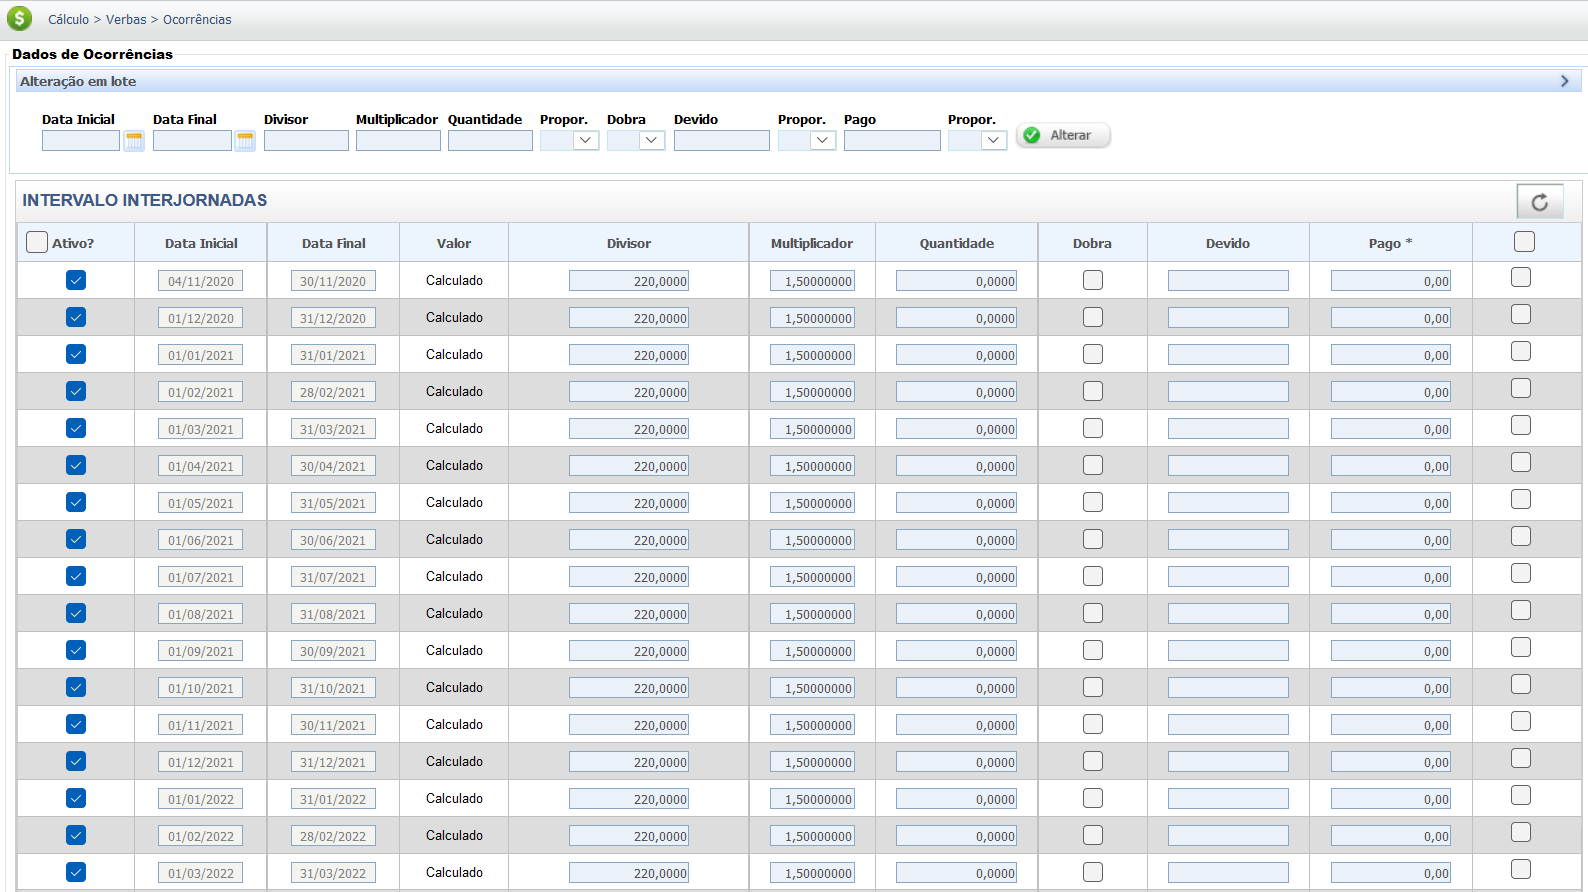 Cálculo > Verbas > Ocorrências
Dados de Ocorrências
Alteração em lote
Data Inicial Data Final Divisor Multiplicador Quantidade Propor. Dobra Devido Propor. Pago Propor.
Alterar
INTERVALO INTERJORNADAS
Ativo? Data Inicial Data Final Valor Divisor Multiplicador Quantidade Dobra Devido Pago *
04/11/2020 30/11/2020 Calculado 220,0000 1,50000000 0,0000 0,00
01/12/2020 31/12/2020 Calculado 220,0000 1,50000000 0,0000 0,00
01/01/2021 31/01/2021 Calculado 220,0000 1,50000000 0,0000 0,00
01/02/2021 28/02/2021 Calculado 220,0000 1,50000000 0,0000 0,00
01/03/2021 31/03/2021 Calculado 220,0000 1,50000000 0,0000 0,00
01/04/2021 30/04/2021 Calculado 220,0000 1,50000000 0,0000 0,00
01/05/2021 31/05/2021 Calculado 220,0000 1,50000000 0,0000 0,00
01/06/2021 30/06/2021 Calculado 220,0000 1,50000000 0,0000 0,00
01/07/2021 31/07/2021 Calculado 220,0000 1,50000000 0,0000 0,00
01/08/2021 31/08/2021 Calculado 220,0000 1,50000000 0,0000 0,00
01/09/2021 30/09/2021 Calculado 220,0000 1,50000000 0,0000 0,00
01/10/2021 31/10/2021 Calculado 220,0000 1,50000000 0,0000 0,00
01/11/2021 30/11/2021 Calculado 220,0000 1,50000000 0,0000 0,00
01/12/2021 31/12/2021 Calculado 220,0000 1,50000000 0,0000 0,00
01/01/2022 31/01/2022 Calculado 220,0000 1,50000000 0,0000 0,00
01/02/2022 28/02/2022 Calculado 220,0000 1,50000000 0,0000 0,00
01/03/2022 31/03/2022 Calculado 220,0000 1,50000000 0,0000 0,00